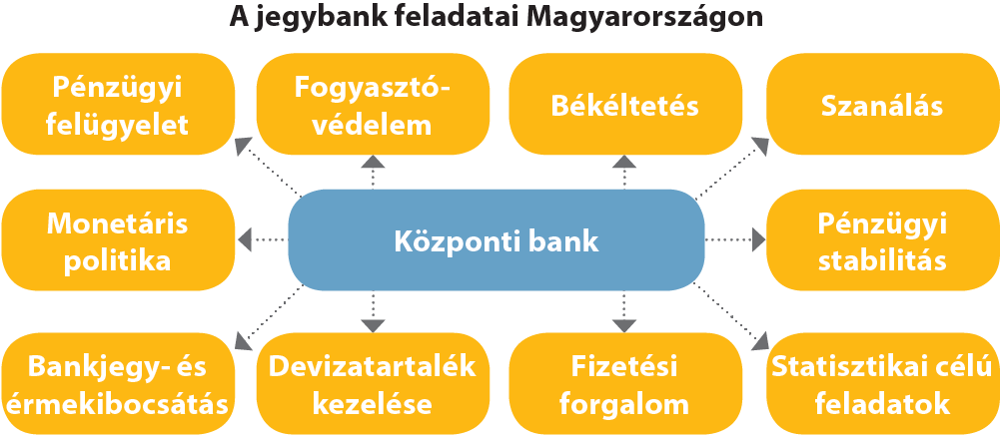 A jegybank feladatai Magyarországon
Pénzügyi
felügyelet
Fogyasztó-
védelem
Békéltetés
Szanálás
Monetáris
politika
Központi bank
Pénzügyi
stabilitás
Bankjegy- és
érmekibocsátás
Devizatartalék
kezelése
Fizetési
forgalom
Statisztikai célú
feladatok